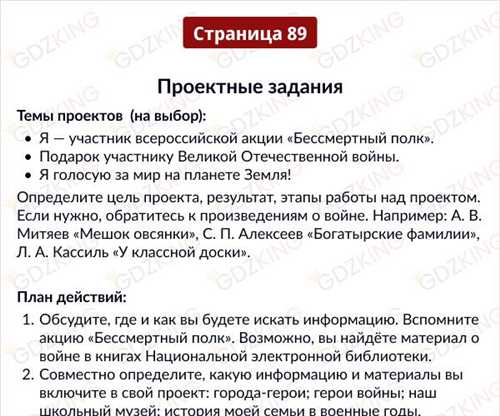 Страница 89
Проектные задания
Темы проектов (на выбор):
• Я — участник всероссийской акции «Бессмертный полк».
• Подарок участнику Великой Отечественной войны.
• Я голосую за мир на планете Земля!
Определите цель проекта, результат, этапы работы над проектом.
Если нужно, обратитесь к произведениям о войне. Например: А. В.
Митяев «Мешок овсянки», С. П. Алексеев «Богатырские фамилии»,
Л. А. Кассиль «У классной доски».
План действий:
1. Обсудите, где и как вы будете искать информацию. Вспомните
акцию «Бессмертный полк». Возможно, вы найдёте материал о
войне в книгах Национальной электронной библиотеки.
2. Совместно определите, какую информацию и материалы вы
включите в свой проект: города-герои; герои войны; наш
школьный музей; история моей семьи в военные годы.